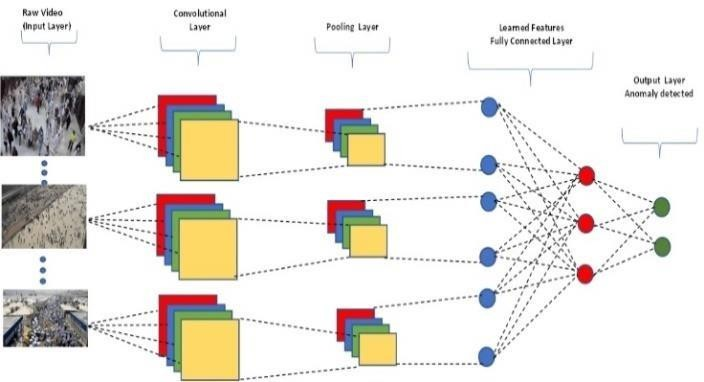 Raw Video
(Input Layer)
Convolutional
Layer
Pooling Layer
Learned Features
Fully Connected Layer
Output Layer
Anomaly detected